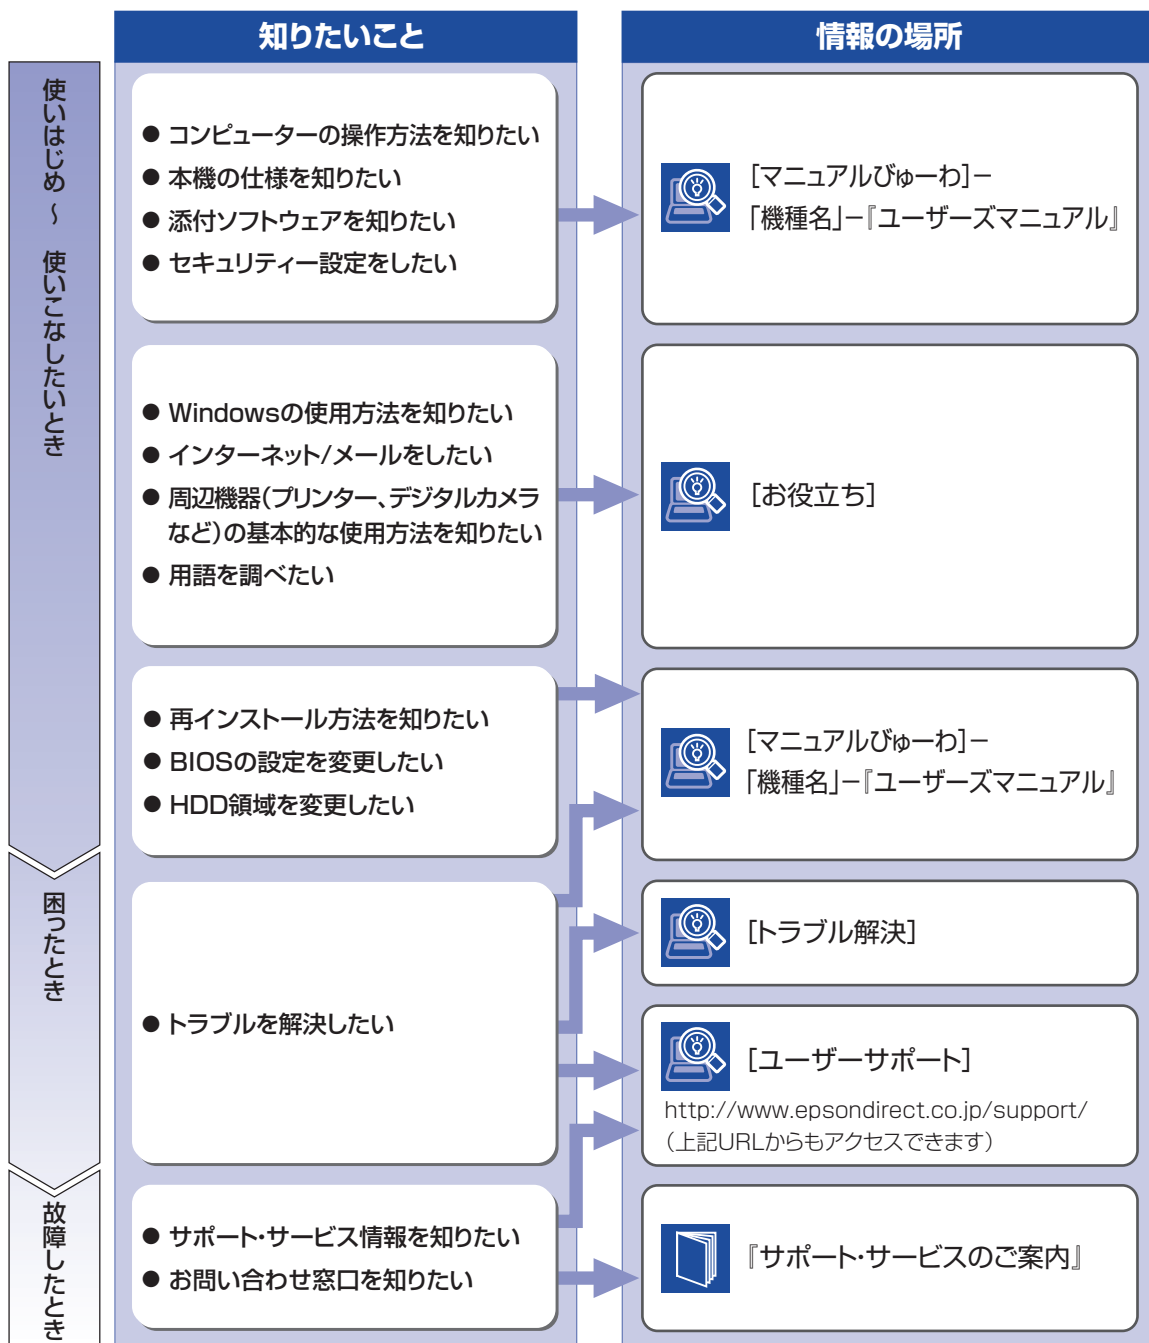 知りたいこと
情報の場所
使いはじめ 〜 使いこなしたいとき
● コンピューターの操作方法を知りたい
● 本機の仕様を知りたい
● 添付ソフトウェアを知りたい
● セキュリティー設定をしたい
[マニュアルびゅーわ]－
「機種名」－『ユーザーズマニュアル』
● Windowsの使用方法を知りたい
● インターネット/メールをしたい
● 周辺機器（プリンター、デジタルカメラ
など）の基本的な使用方法を知りたい
● 用語を調べたい
[お役立ち]
● 再インストール方法を知りたい
● BIOSの設定を変更したい
● HDD領域を変更したい
[マニュアルびゅーわ]－
「機種名」－『ユーザーズマニュアル』
困ったとき
● トラブルを解決したい
[トラブル解決]
[ユーザーサポート]
http://www.epsondirect.co.jp/support/
（上記URLからもアクセスできます）
故障したとき
● サポート・サービス情報を知りたい
● お問い合わせ窓口を知りたい
『サポート・サービスのご案内』